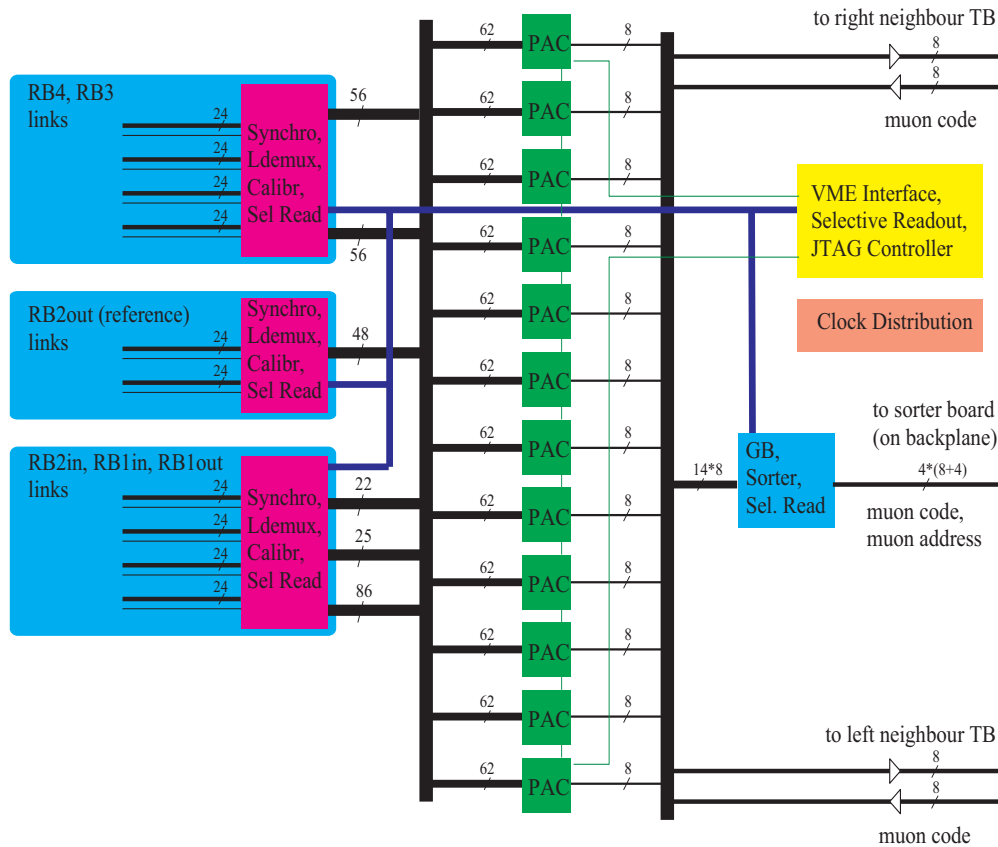 to right neighbour TB
8
8
muon code
RB4, RB3
links
24
24
24
24
Synchro,
Ldemux,
Calibr,
Sel Read
56
56
RB2out (reference)
links
24
24
Synchro,
Ldemux,
Calibr,
Sel Read
48
RB2in, RB1in, RB1out
links
24
24
24
24
Synchro,
Ldemux,
Calibr,
Sel Read
22
25
86
62 PAC 8
62 PAC 8
62 PAC 8
62 PAC 8
62 PAC 8
62 PAC 8
62 PAC 8
62 PAC 8
62 PAC 8
62 PAC 8
62 PAC 8
62 PAC 8
VME Interface,
Selective Readout,
JTAG Controller
Clock Distribution
14*8
GB,
Sorter,
Sel. Read
to sorter board
(on backplane)
4*(8+4)
muon code,
muon address
to left neighbour TB
8
8
muon code